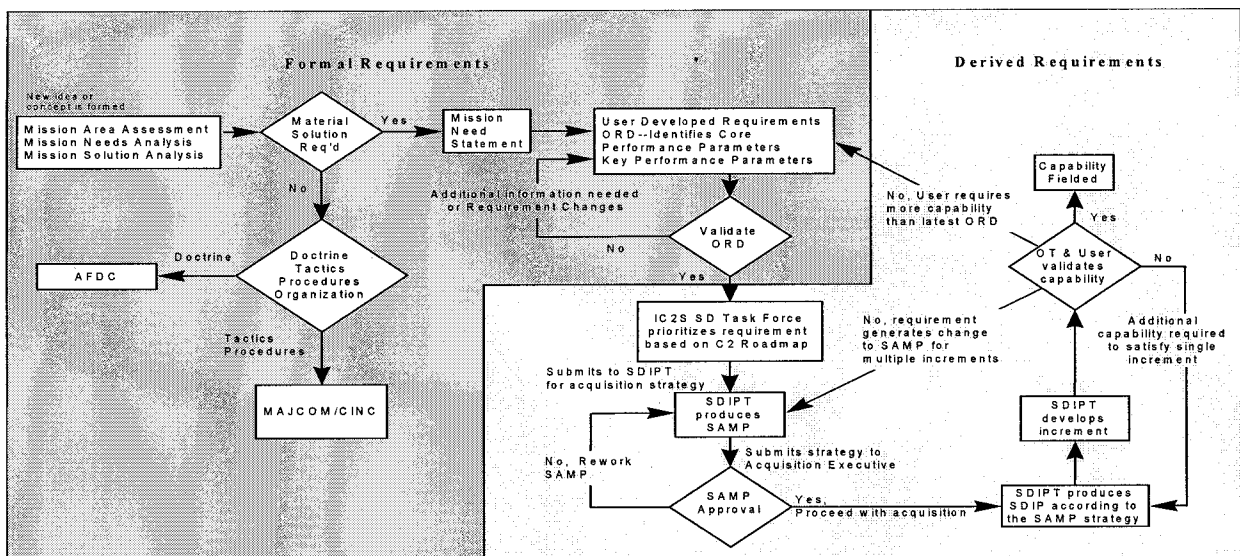 Formal Requirements
Derived Requirements
New idea or
concept is formed
Mission Area Assessment
Mission Needs Analysis
Mission Solution Analysis
Material
Solution
Req'd
Yes
Mission
Need
Statement
User Developed Requirements
ORD--Identifies Core
Performance Parameters
Key Performance Parameters
No
Additional information needed
or Requirement Changes
No
Validate
ORD
Yes
No, User requires
more capability
than latest ORD
Capability
Fielded
Yes
OT & User
validates
capability
No
Doctrine
AFDC
Doctrine
Tactics
Procedures
Organization
Tactics
Procedures
MAJCOM/CINC
IC2S SD Task Force
prioritizes requirement
based on C2 Roadmap
No, requirement
generates change
to SAMP for
multiple increments
Additional
capability required
to satisfy single
increment
Submits to SDIPT
for acquisition strategy
SDIPT
produces
SAMP
SDIPT
develops
increment
No, Rework
SAMP
Submits strategy to
Acquisition Executive
SAMP
Approval
Yes,
Proceed with acquisition
SDIPT produces
SDIP according to
the SAMP strategy